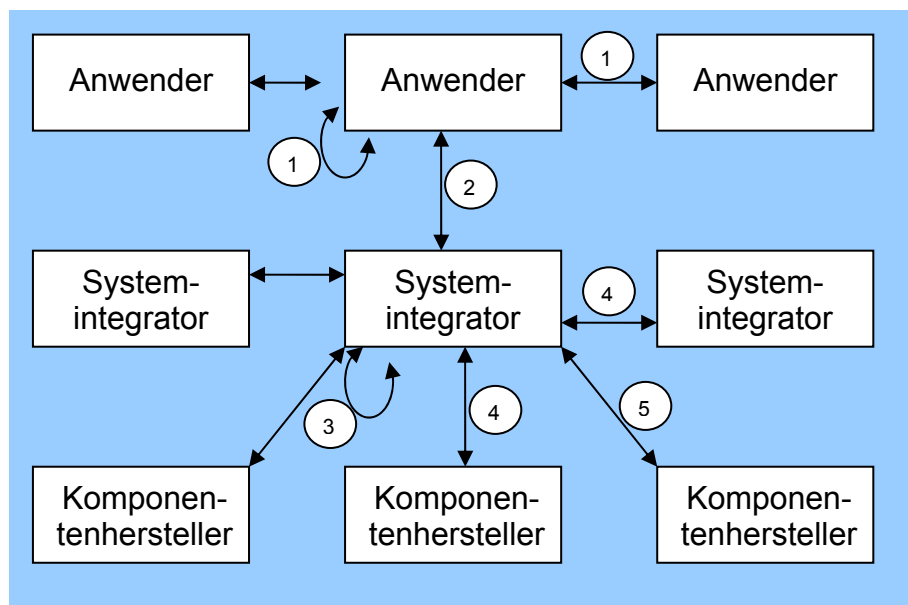 Anwender
Anwender
1
Anwender
1
2
System-
integrator
System-
integrator
4
System-
integrator
3
4
5
Komponen-
tenhersteller
Komponen-
tenhersteller
Komponen-
tenhersteller